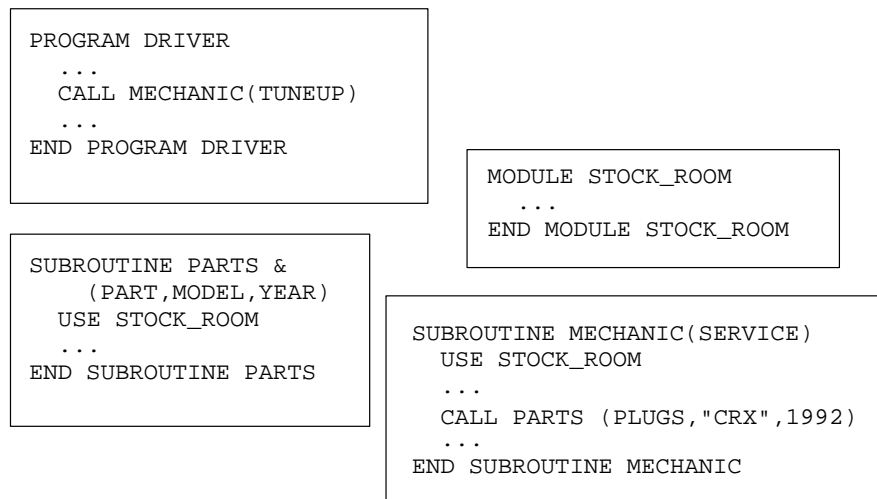 PROGRAM DRIVER
...
CALL MECHANIC(TUNEUP)
...
END PROGRAM DRIVER
MODULE STOCK_ROOM
...
END MODULE STOCK_ROOM
SUBROUTINE PARTS &
(PART,MODEL,YEAR)
USE STOCK_ROOM
...
END SUBROUTINE PARTS
SUBROUTINE MECHANIC(SERVICE)
USE STOCK_ROOM
...
CALL PARTS (PLUGS,"CRX",1992)
...
END SUBROUTINE MECHANIC